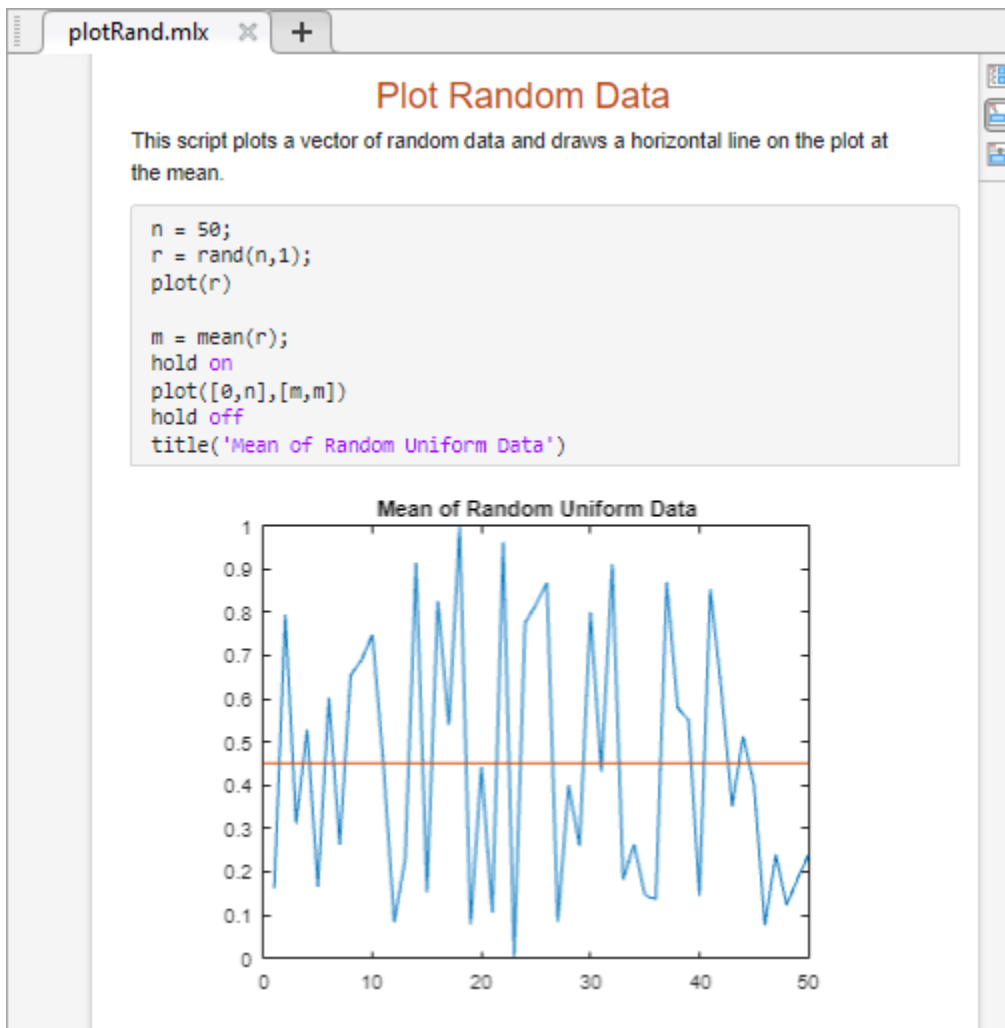 plotRand.mlx
Plot Random Data
This script plots a vector of random data and draws a horizontal line on the plot at
the mean.
n = 50;
r = rand(n,1);
plot(r)
m = mean(r);
hold on
plot([0,n],[m,m])
hold off
title('Mean of Random Uniform Data')
Mean of Random Uniform Data
1
0.9
0.8
0.7
0.6
0.5
0.4
0.3
0.2
0.1
0
0 10 20 30 40 50